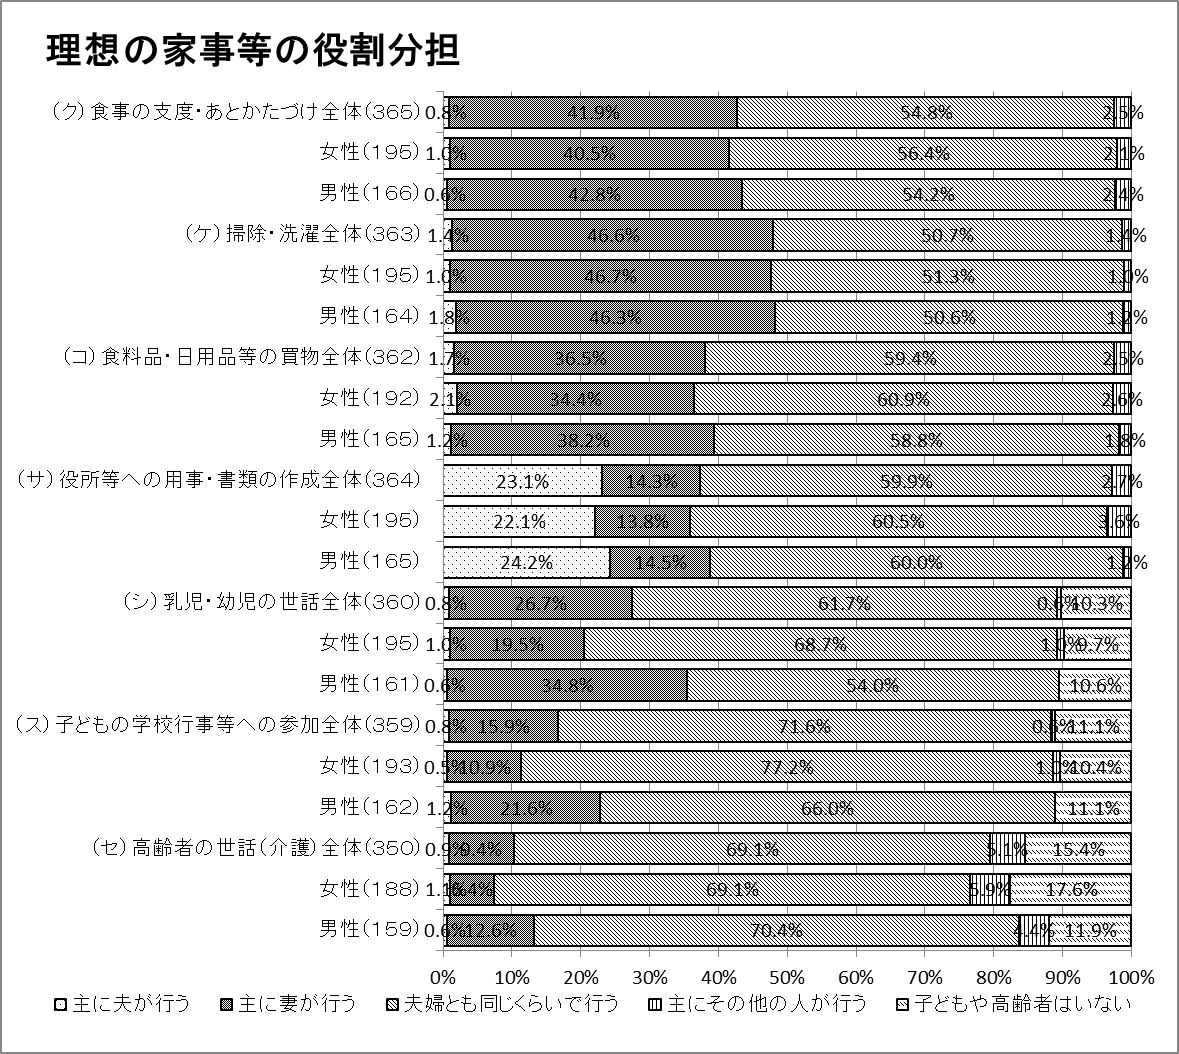 理想の家事等の役割分担
(ク)食事の支度・あとかたづけ全体(365) 0.8% 41.9% 54.8% 2.5%
女性(195) 1.0% 40.5% 56.4% 2.1%
男性(166) 0.6% 42.8% 54.2% 2.4%
(ケ)掃除・洗濯全体(363) 1.4% 46.6% 50.7% 1.4%
女性(195) 1.0% 46.7% 51.3% 1.0%
男性(164) 1.8% 46.3% 50.6% 1.2%
(コ)食料品・日用品等の買物全体(362) 1.7% 36.5% 59.4% 2.5%
女性(192) 2.1% 34.4% 60.9% 2.6%
男性(165) 1.2% 38.2% 58.8% 1.8%
(サ)役所等への用事・書類の作成全体(364) 23.1% 14.3% 59.9% 2.7%
女性(195) 22.1% 13.8% 60.5% 3.6%
男性(165) 24.2% 14.5% 60.0% 1.2%
(シ)乳児・幼児の世話全体(360) 0.8% 26.7% 61.7% 0.6% 10.3%
女性(195) 1.0% 19.5% 68.7% 1.0% 9.7%
男性(161) 0.6% 34.8% 54.0% 10.6%
(ス)子どもの学校行事等への参加全体(359) 0.8% 15.9% 71.6% 0.6% 11.1%
女性(193) 0.5% 10.9% 77.2% 1.0% 10.4%
男性(162) 1.2% 21.6% 66.0% 11.1%
(セ)高齢者の世話(介護)全体(350) 0.9% 9.4% 69.1% 5.1% 15.4%
女性(188) 1.1% 6.4% 69.1% 5.9% 17.6%
男性(159) 0.6% 12.6% 70.4% 4.4% 11.9%
0% 10% 20% 30% 40% 50% 60% 70% 80% 90% 100%
主に夫が行う 主に妻が行う 夫婦とも同じくらいで行う 主にその他の人が行う 子どもや高齢者はいない